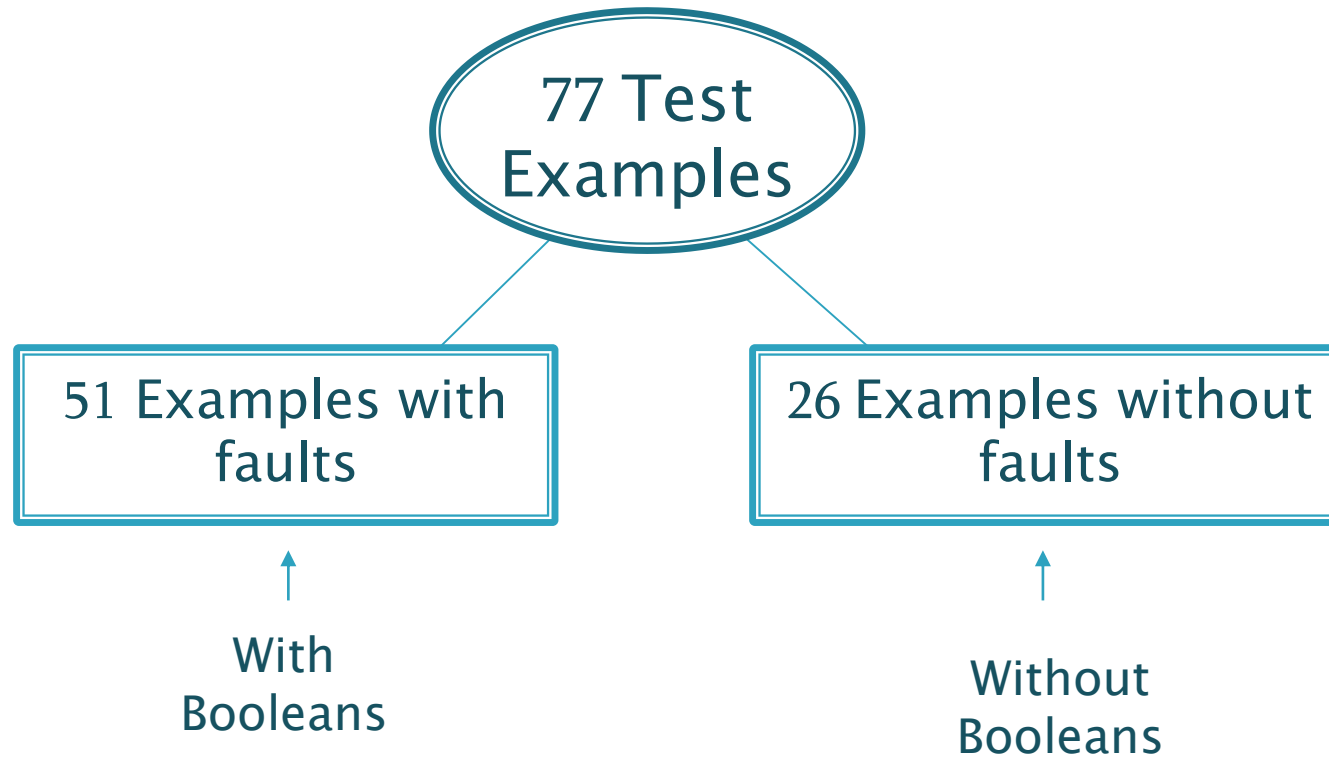 77 Test
Examples
51 Examples with
faults
26 Examples without
faults
With
Booleans
Without
Booleans